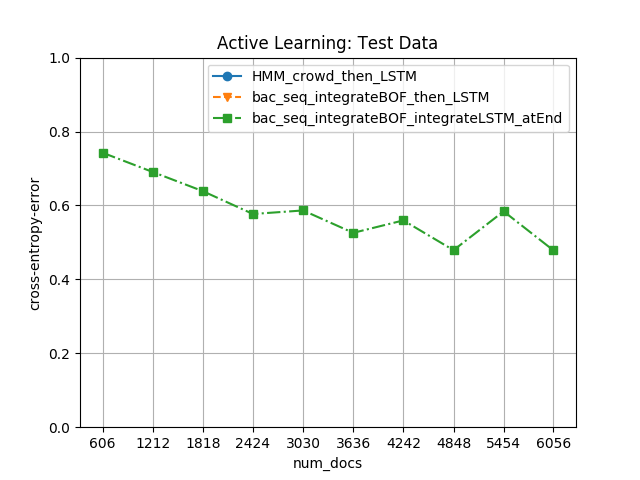 Active Learning: Test Data
HMM_crowd_then_LSTM
bac_seq_integrateBOF_then_LSTM
bac_seq_integrateBOF_integrateLSTM_atEnd
cross-entropy-error
1.0
0.8
0.6
0.4
0.2
0.0
606 1212 1818 2424 3030 3636 4242 4848 5454 6056
num_docs